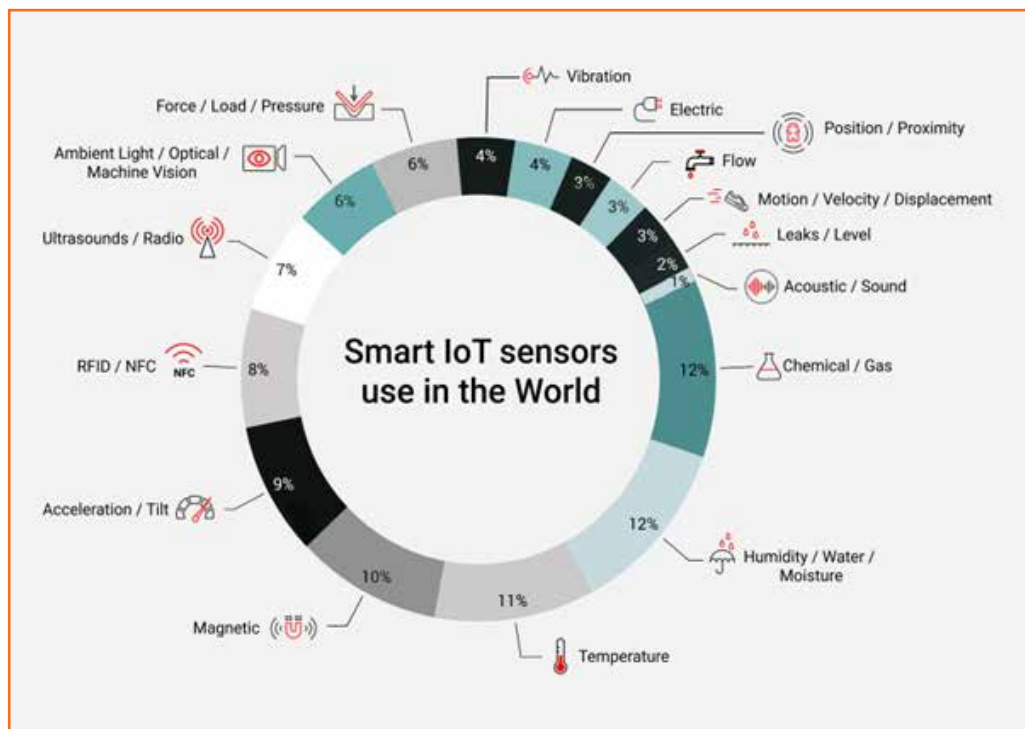 Vibration
Force / Load / Pressure
Electric
Position / Proximity
Ambient Light / Optical /
Machine Vision
Flow
Motion / Velocity / Displacement
Ultrasounds / Radio
Leaks / Level
Acoustic / Sound
RFID / NFC
NFC
Chemical / Gas
Acceleration / Tilt
Humidity / Water /
Moisture
Magnetic
Temperature
4%
4%
3%
3%
3%
2%
1%
12%
12%
11%
10%
9%
8%
7%
6%
6%
Smart IoT sensors
use in the World